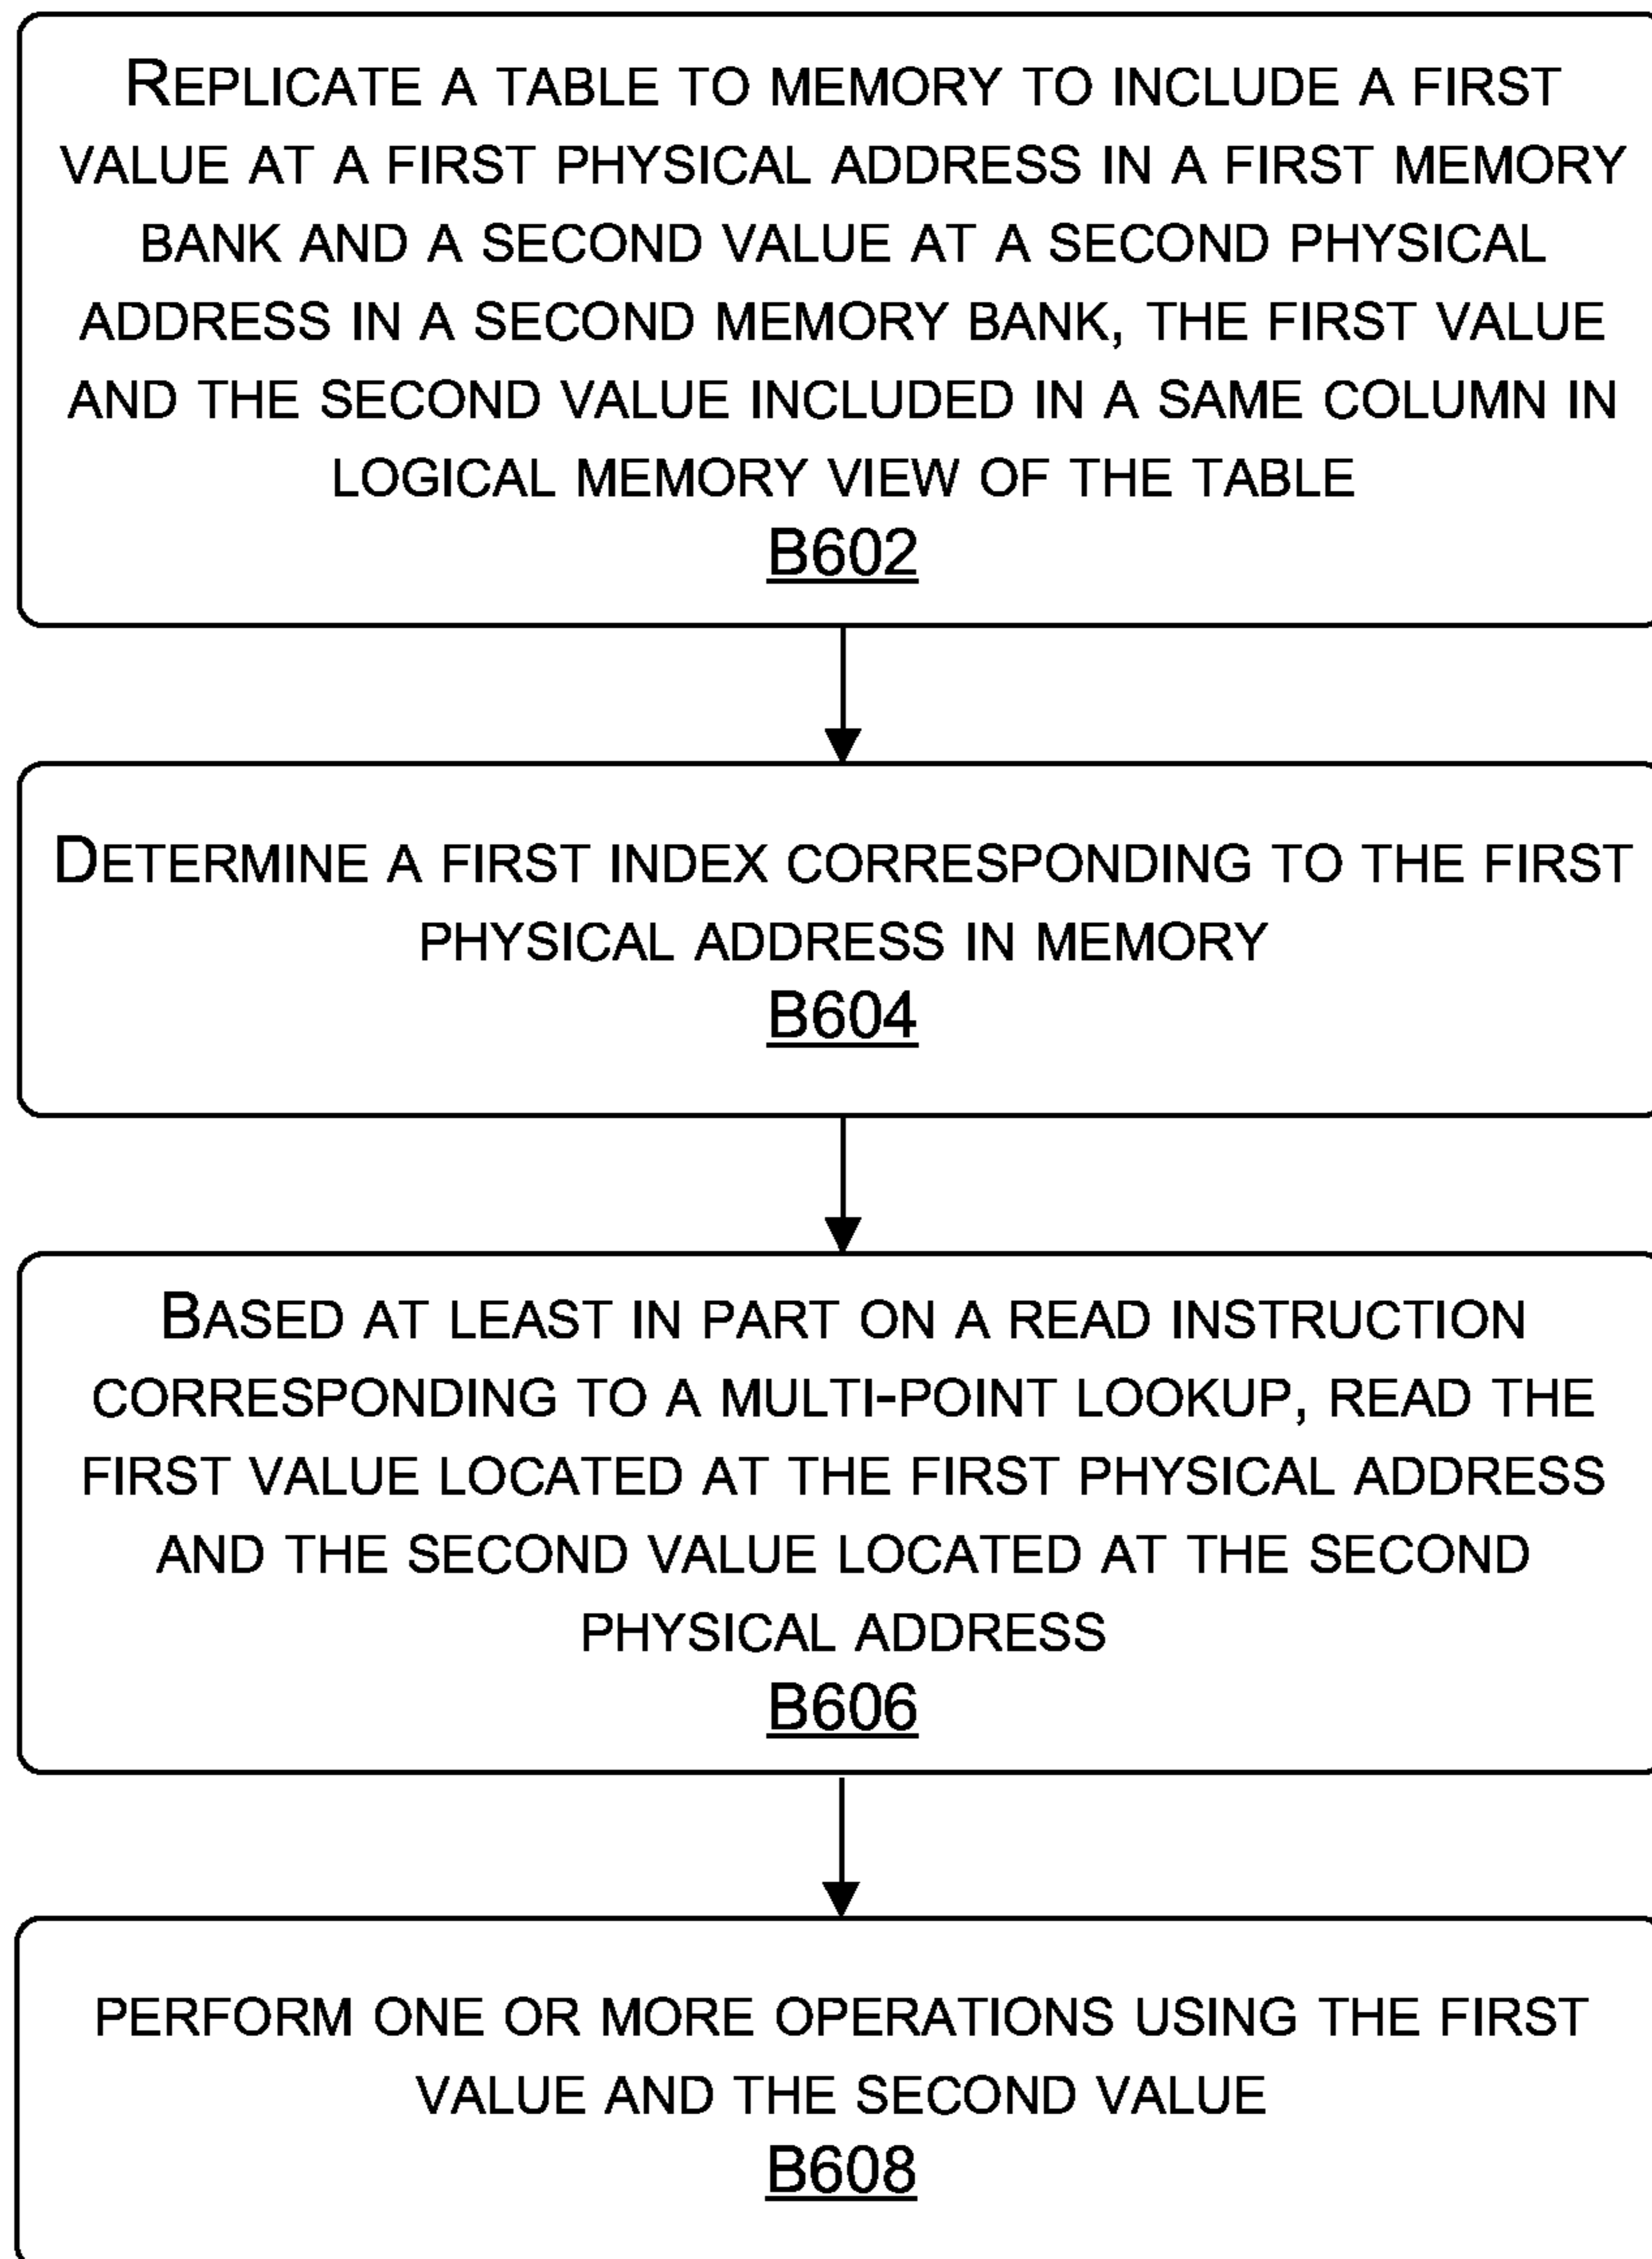 REPLICATE A TABLE TO MEMORY TO INCLUDE A FIRST
VALUE AT A FIRST PHYSICAL ADDRESS IN A FIRST MEMORY
BANK AND A SECOND VALUE AT A SECOND PHYSICAL
ADDRESS IN A SECOND MEMORY BANK, THE FIRST VALUE
AND THE SECOND VALUE INCLUDED IN A SAME COLUMN IN
LOGICAL MEMORY VIEW OF THE TABLE
B602
DETERMINE A FIRST INDEX CORRESPONDING TO THE FIRST
PHYSICAL ADDRESS IN MEMORY
B604
BASED AT LEAST IN PART ON A READ INSTRUCTION
CORRESPONDING TO A MULTI-POINT LOOKUP, READ THE
FIRST VALUE LOCATED AT THE FIRST PHYSICAL ADDRESS
AND THE SECOND VALUE LOCATED AT THE SECOND
PHYSICAL ADDRESS
B606
PERFORM ONE OR MORE OPERATIONS USING THE FIRST
VALUE AND THE SECOND VALUE
B608